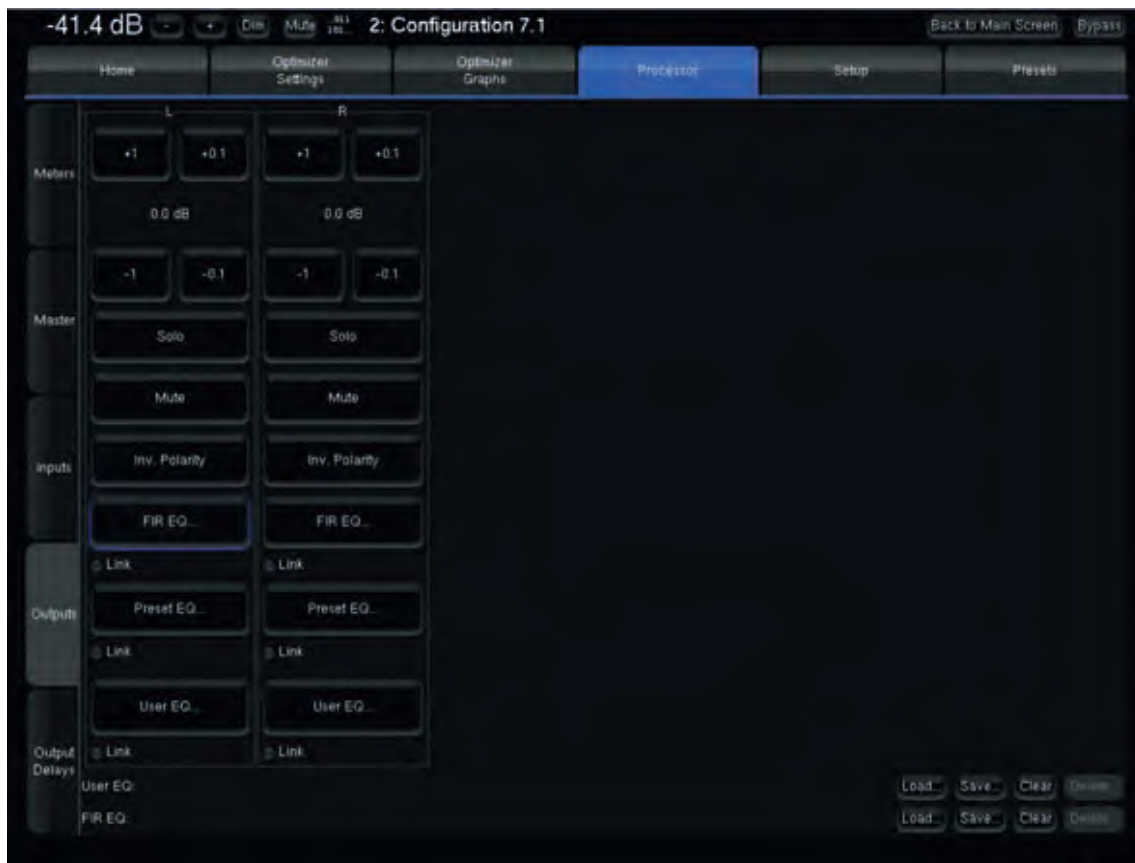 -41.4 dB - + Dim Mute 2: Configuration 7.1 Back to Main Screen Bypass
Home Optimizer Settings Optimizer Graphs Processor Setup Presets
Meters
Master
Inputs
Outputs
Output Delays
L R
+1 +0.1 +1 +0.1
0.0 dB 0.0 dB
-1 -0.1 -1 -0.1
Solo Solo
Mute Mute
Inv. Polarity Inv. Polarity
FIR EQ... FIR EQ...
Link Link
Preset EQ... Preset EQ...
Link Link
User EQ... User EQ...
Link Link
User EQ: Load... Save... Clear Delete
FIR EQ: Load... Save... Clear Delete